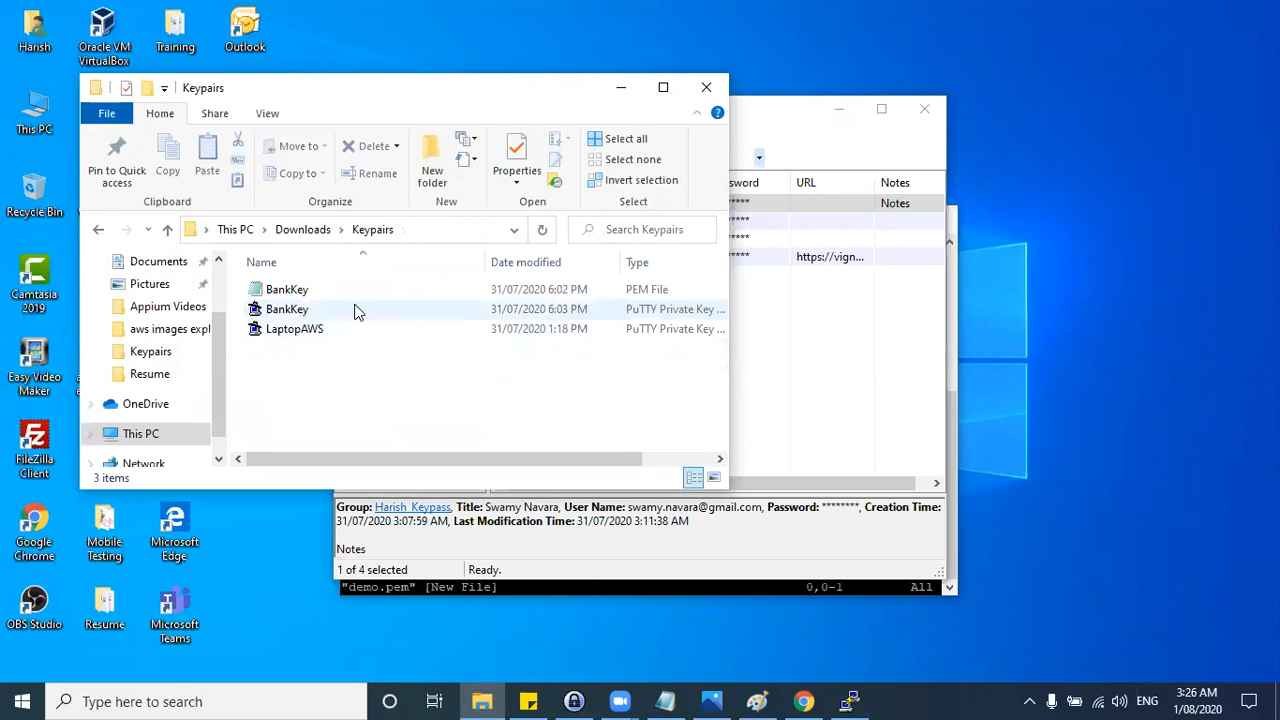 Harish
Oracle VM
VirtualBox
Training
Outlook
This PC
Recycle Bin
Camtasia
2019
Easy Video
Maker
FileZilla
Client
Google
Chrome
Mobile
Testing
Microsoft
Edge
OBS Studio
Resume
Microsoft
Teams
Keypairs
File
Home
Share
View
Pin to Quick
access
Copy
Paste
Clipboard
Move to
Copy to
Delete
Rename
Organize
New
folder
New
Properties
Open
Select all
Select none
Invert selection
Select
This PC
Downloads
Keypairs
Search Keypairs
Documents
Pictures
Appium Videos
aws images expl
Keypairs
Resume
OneDrive
This PC
Network
Name
Date modified
Type
BankKey 31/07/2020 6:02 PM PEM File
BankKey 31/07/2020 6:03 PM PuTTY Private Key ...
LaptopAWS 31/07/2020 1:18 PM PuTTY Private Key ...
3 items
ssword URL Notes
***** Notes
*****
*****
***** https://vign...
Group: Harish_Keypass, Title: Swamy Navara, User Name: swamy.navara@gmail.com, Password: ********, Creation Time:
31/07/2020 3:07:59 AM, Last Modification Time: 31/07/2020 3:11:38 AM
Notes
1 of 4 selected Ready.
"demo.pem" [New File] 0,0-1 All
Type here to search
ENG
3:26 AM
1/08/2020